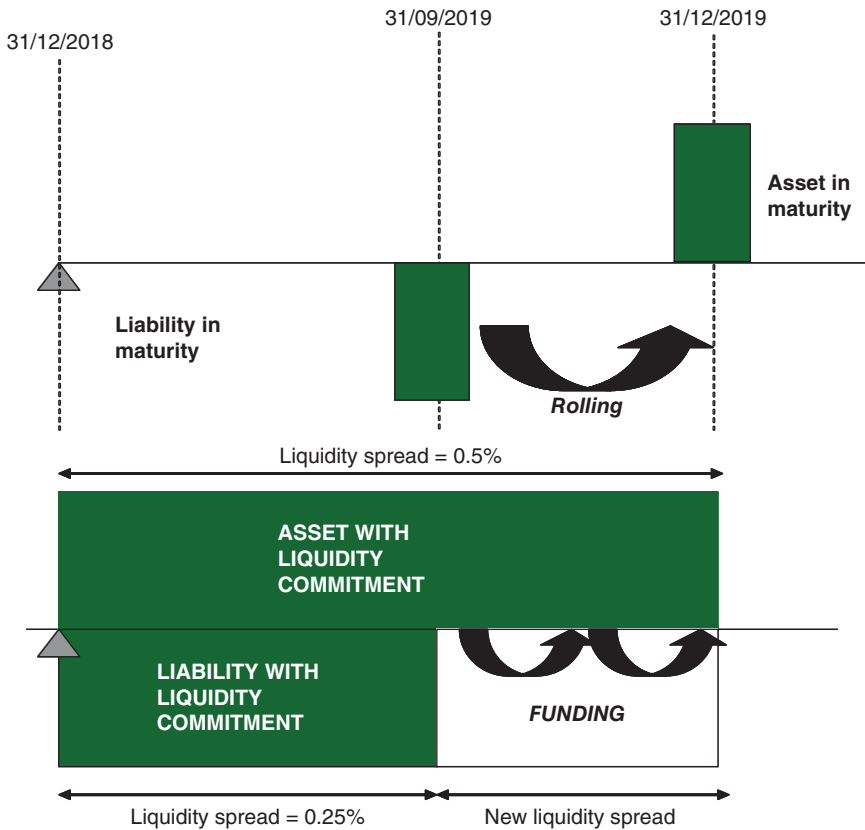 31/12/2018
31/09/2019
31/12/2019
Asset in
maturity
Liability in
maturity
Rolling
Liquidity spread = 0.5%
ASSET WITH
LIQUIDITY
COMMITMENT
LIABILITY WITH
LIQUIDITY
COMMITMENT
FUNDING
Liquidity spread = 0.25%
New liquidity spread